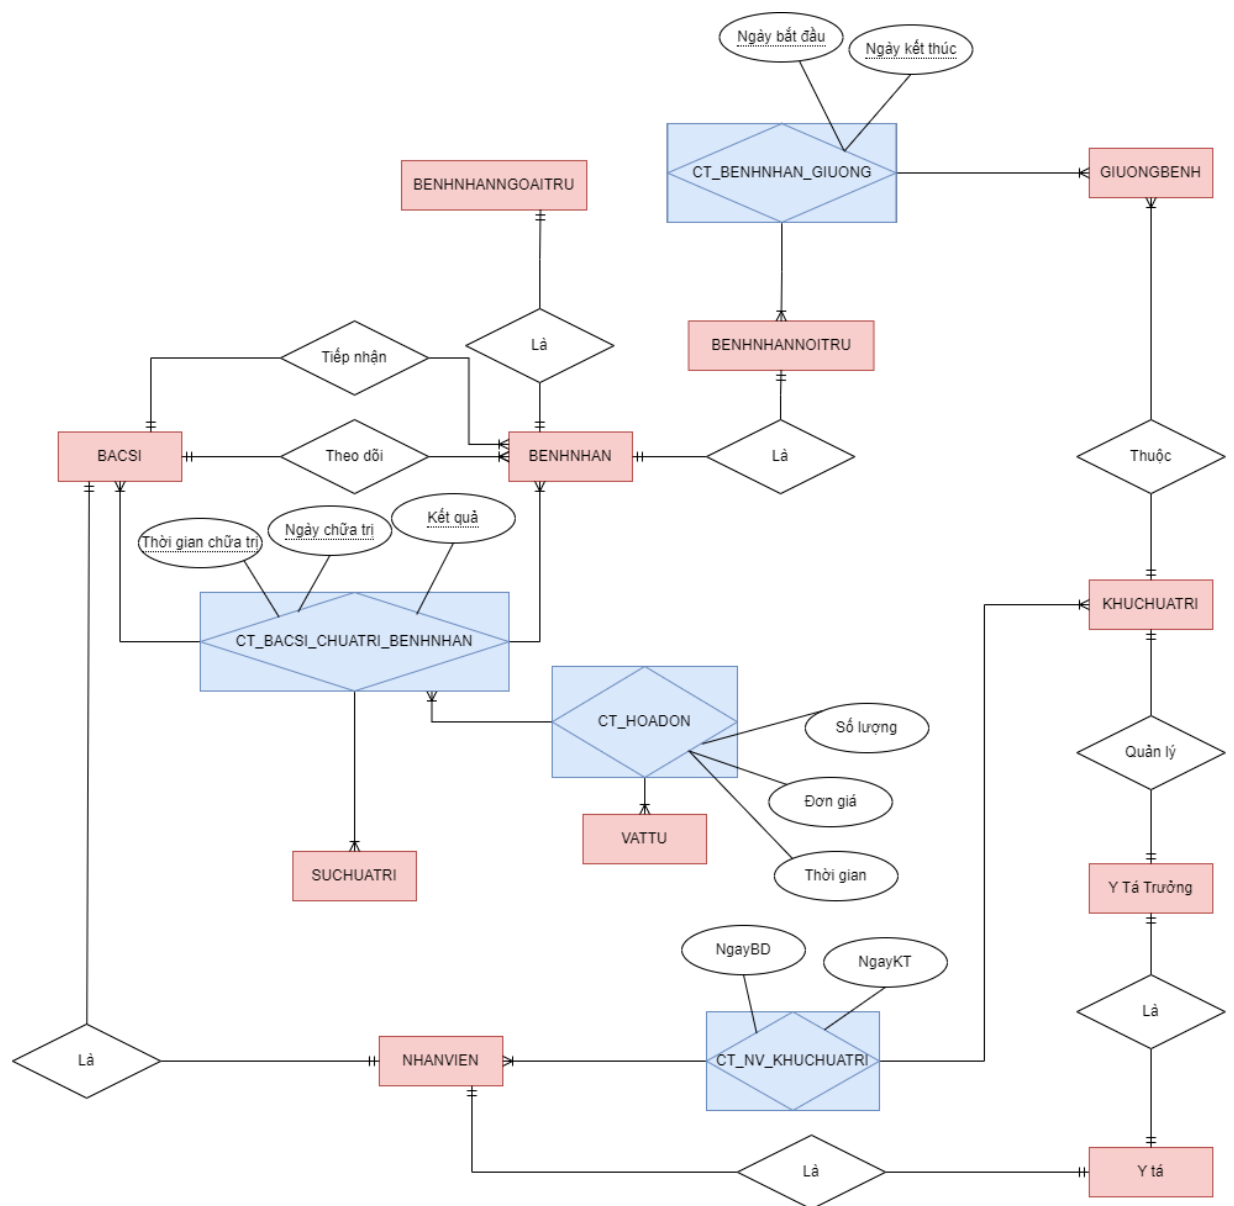 Ngày bắt đầu
Ngày kết thúc
CT_BENHNHAN_GIUONG
GIUONGBENH
BENHNHANNGOAITRU
Tiếp nhận
Là
BENHNHANNOITRU
BACSI
Theo dõi
BENHNHAN
Là
Thuộc
Thời gian chữa trị
Ngày chữa trị
Kết quả
CT_BACSI_CHUATRI_BENHNHAN
KHUCHUATRI
CT_HOADON
Số lượng
Quản lý
Đơn giá
VATTU
SUCHUATRI
Thời gian
Y Tá Trưởng
NgayBD
NgayKT
Là
Là
NHANVIEN
CT_NV_KHUCHUATRI
Là
Y tá